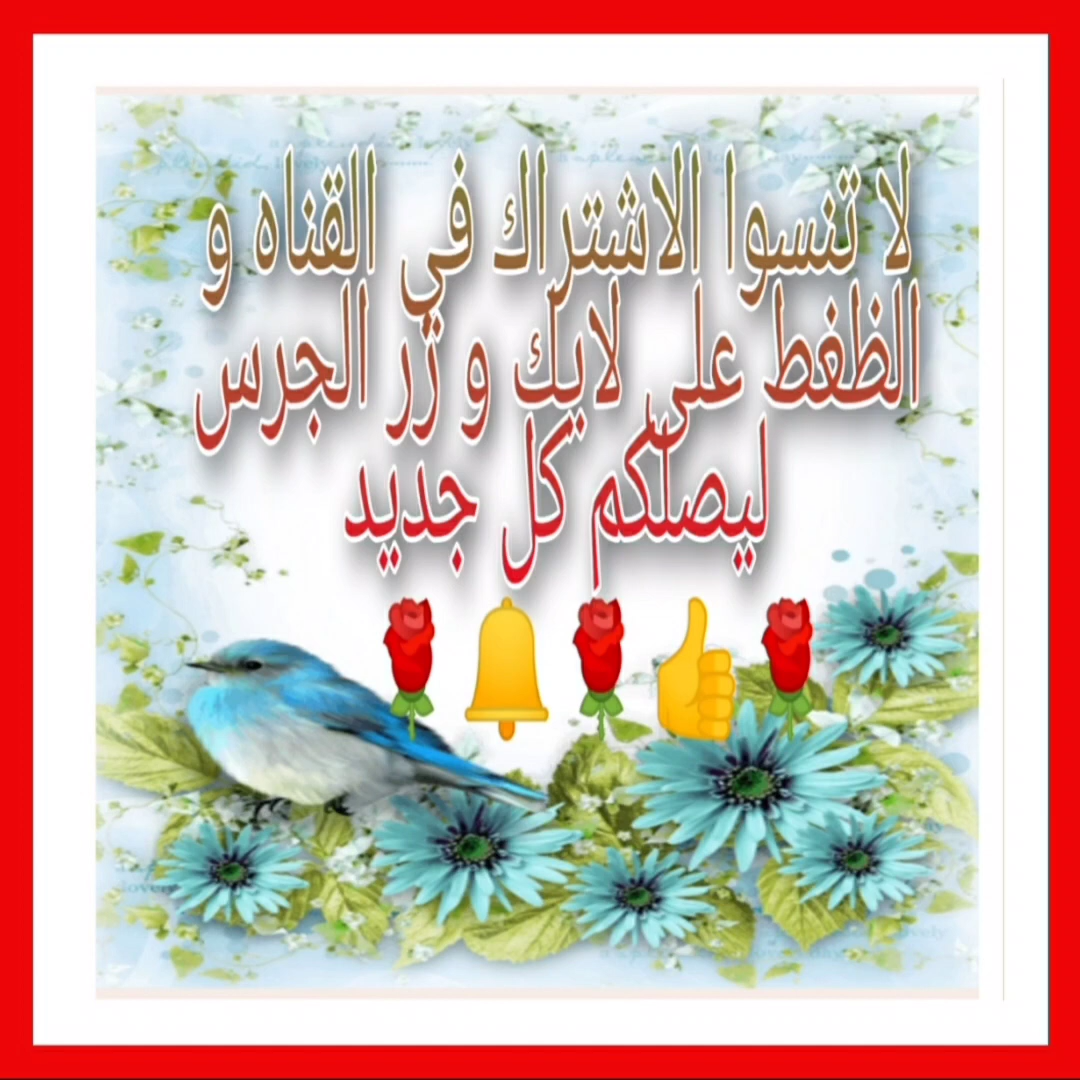 لا تنسوا الاشتراك في القناه و
الظغط على لايك و زر الجرس
ليصلكم كل جديد
🌹🔔🌹👍🌹